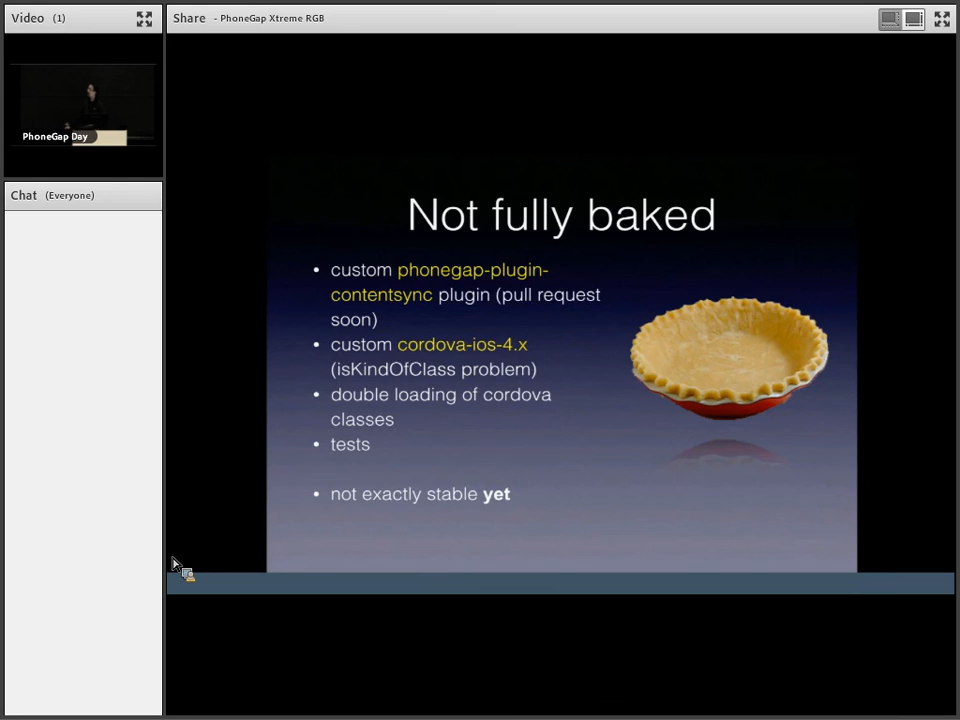 Video (1)
PhoneGap Day
Chat (Everyone)
Share - PhoneGap Xtreme RGB
Not fully baked
• custom phonegap-plugin-
contentsync plugin (pull request
soon)
• custom cordova-ios-4.x
(isKindOfClass problem)
• double loading of cordova
classes
• tests
• not exactly stable yet